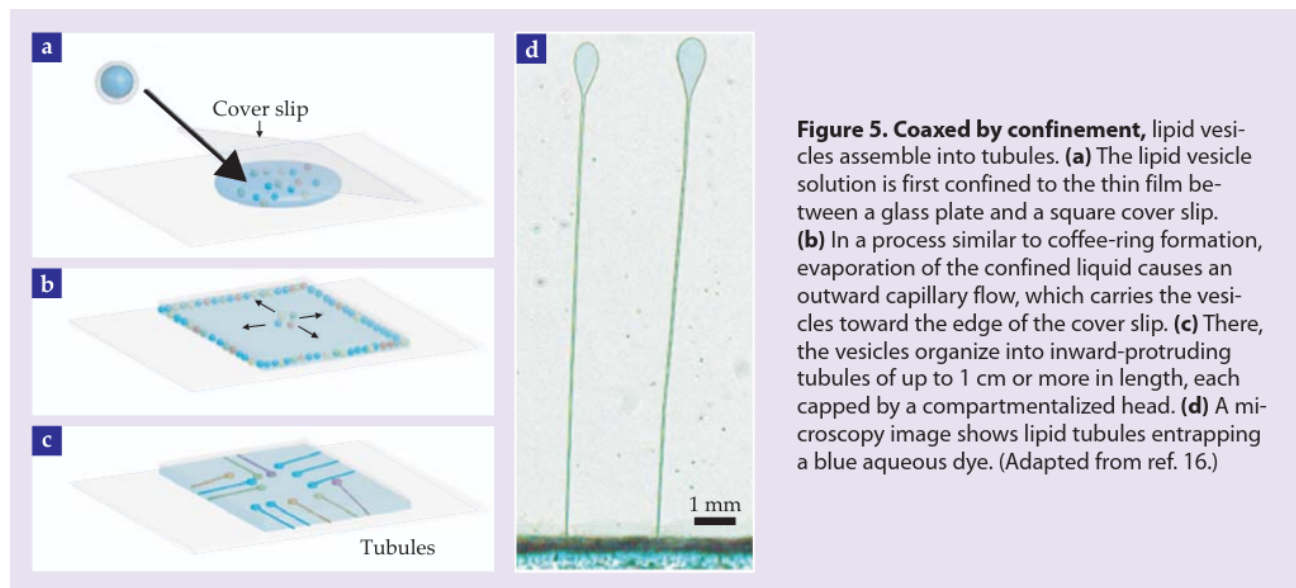 a
Cover slip
b
c
Tubules
d
1 mm
Figure 5. Coaxed by confinement, lipid vesi-
cles assemble into tubules. (a) The lipid vesicle
solution is first confined to the thin film be-
tween a glass plate and a square cover slip.
(b) In a process similar to coffee-ring formation,
evaporation of the confined liquid causes an
outward capillary flow, which carries the vesi-
cles toward the edge of the cover slip. (c) There,
the vesicles organize into inward-protruding
tubules of up to 1 cm or more in length, each
capped by a compartmentalized head. (d) A mi-
croscopy image shows lipid tubules entrapping
a blue aqueous dye. (Adapted from ref. 16.)